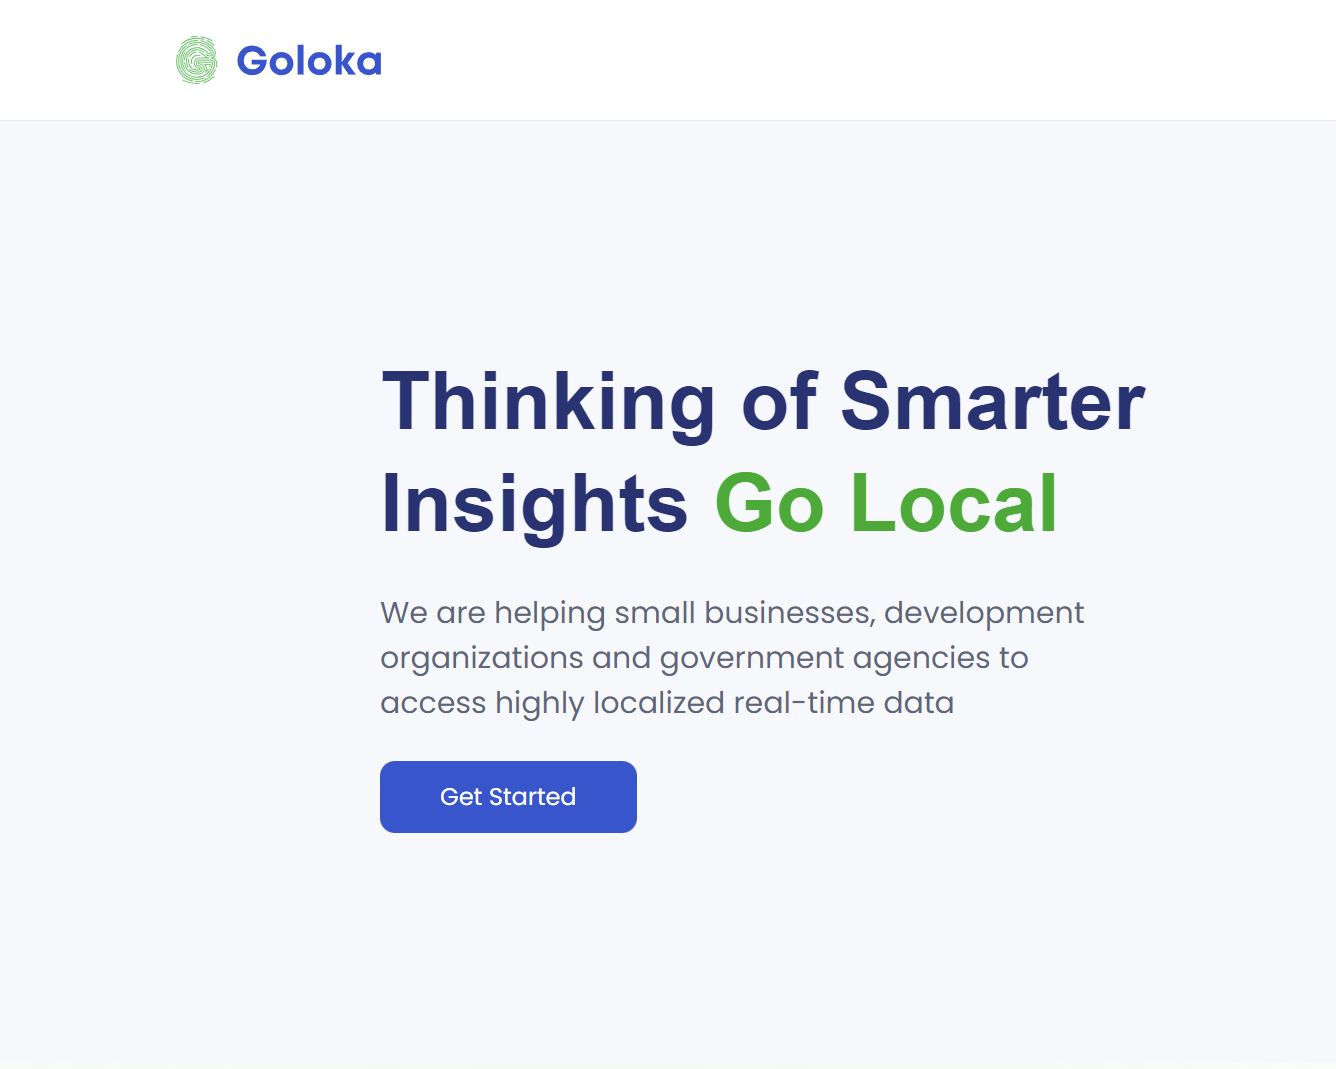 Goloka
Thinking of Smarter
Insights Go Local
We are helping small businesses, development
organizations and government agencies to
access highly localized real-time data
Get Started